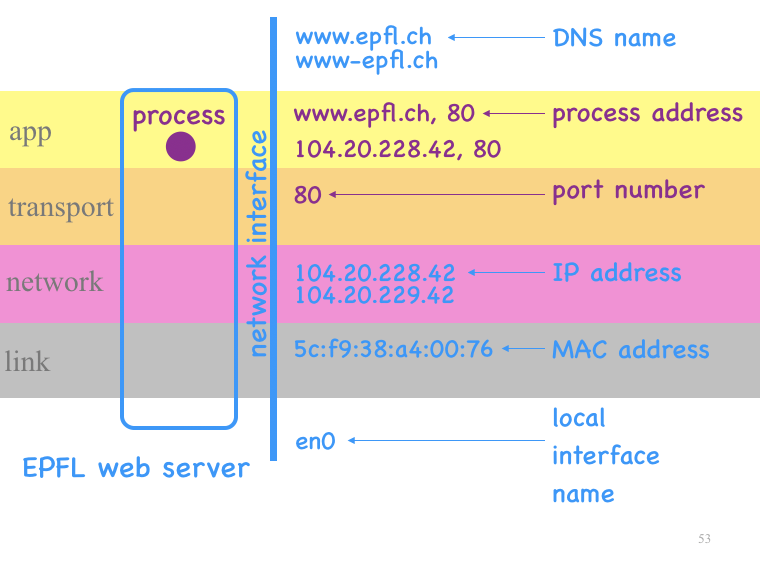 www.epfl.ch
DNS name
www-epfl.ch
app
process
www.epfl.ch, 80
process address
104.20.228.42, 80
transport
80
port number
network interface
network
104.20.228.42
IP address
104.20.229.42
link
5c:f9:38:a4:00:76
MAC address
en0
local
interface
name
EPFL web server
53